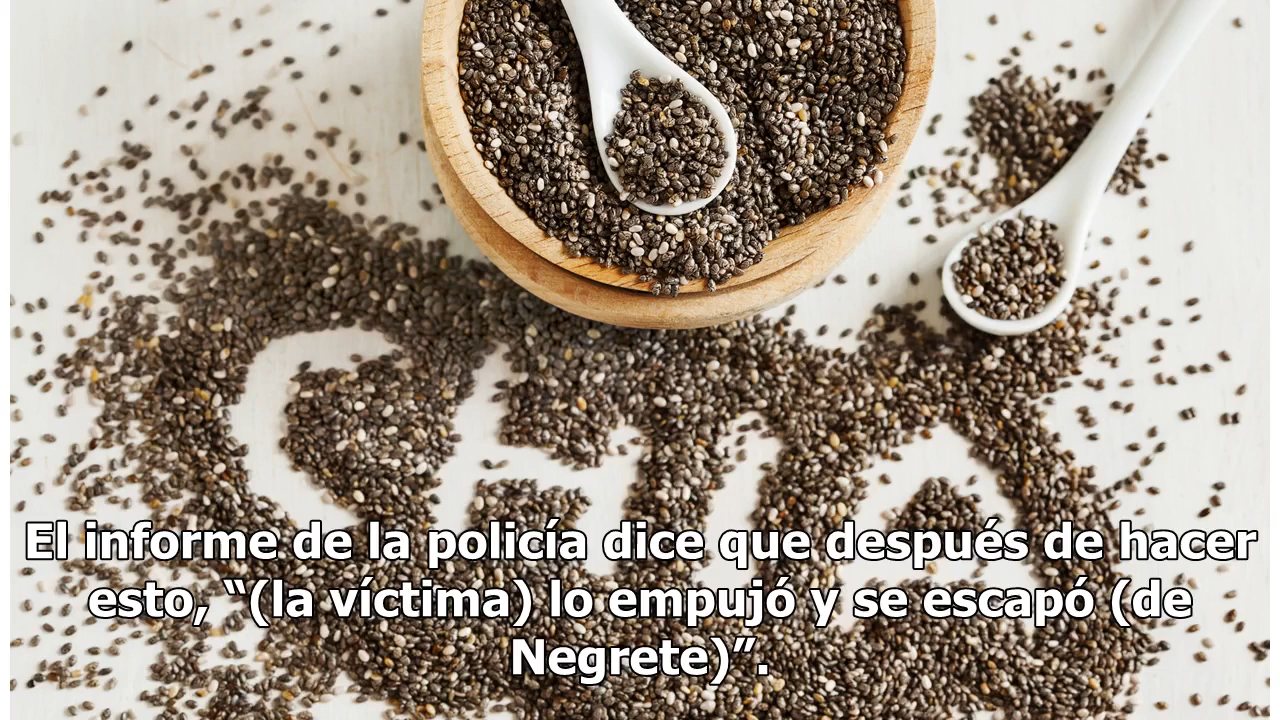 CHIA
El informe de la policía dice que después de hacer
esto, “(la víctima) lo empujó y se escapó (de
Negrete)”.